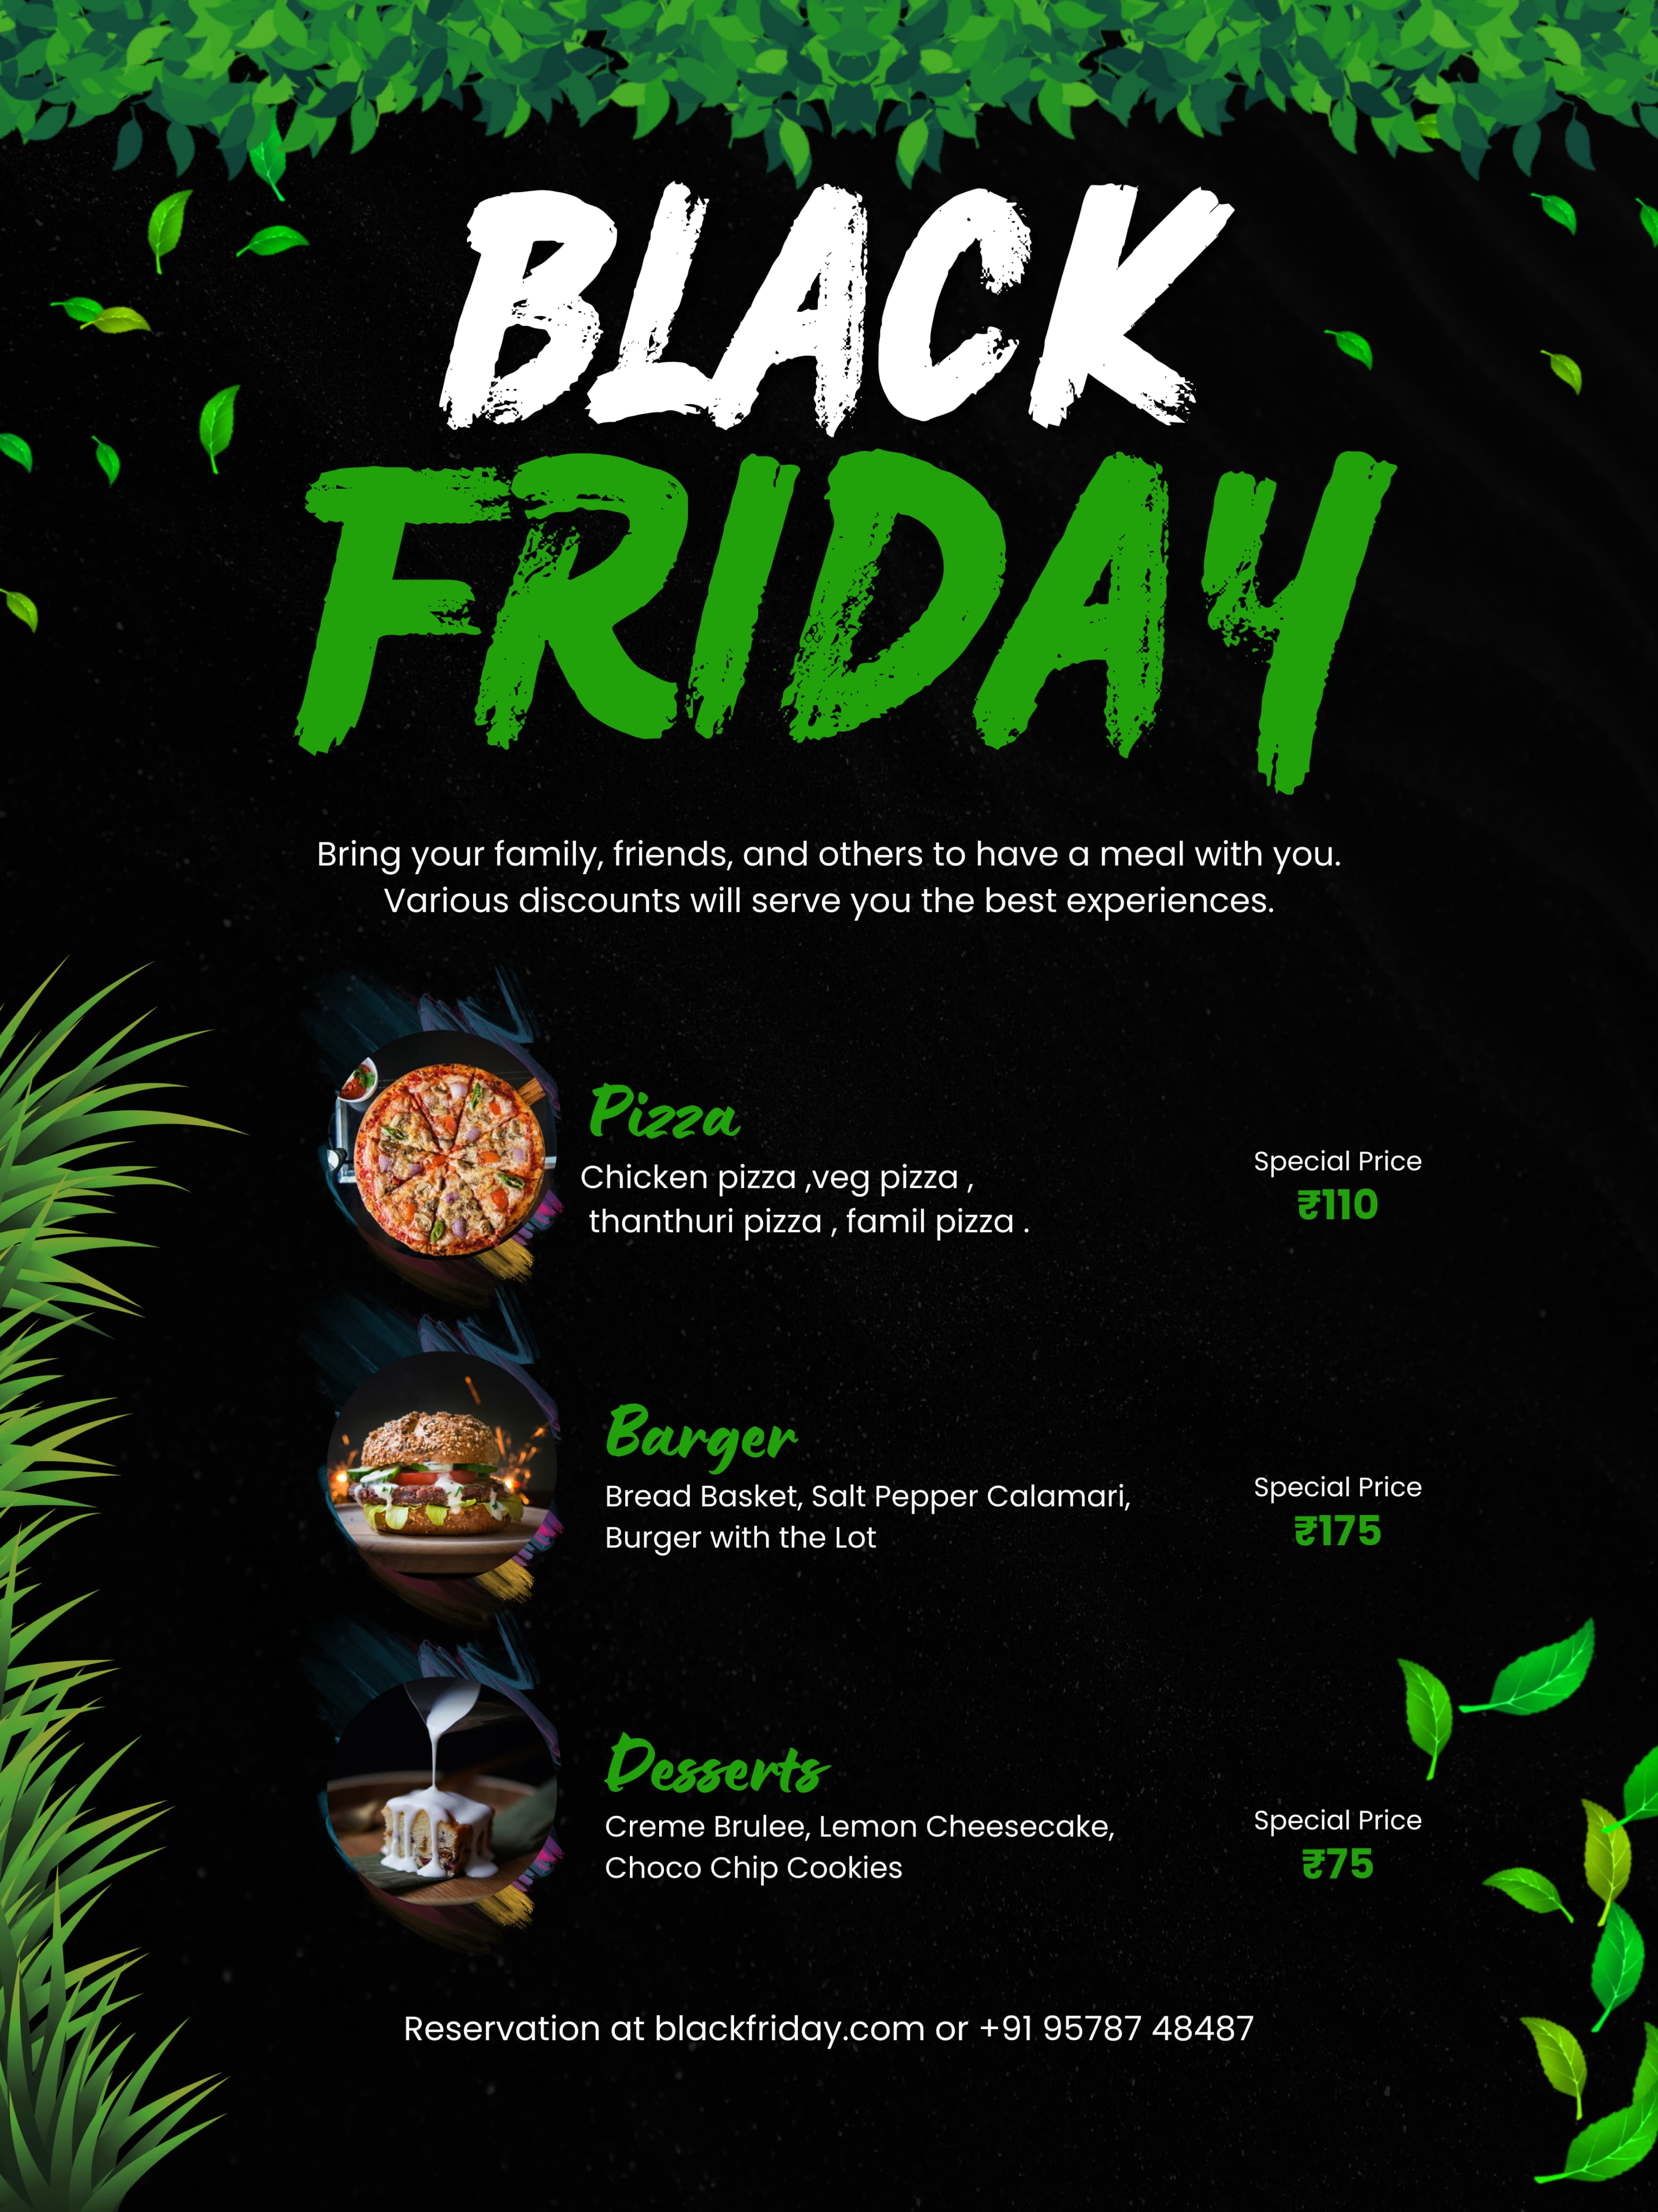 BLACK
FRIDAY
Bring your family, friends, and others to have a meal with you.
Various discounts will serve you the best experiences.
Pizza
Chicken pizza ,veg pizza ,
thanthuri pizza , famil pizza .
Special Price
₹110
Barger
Bread Basket, Salt Pepper Calamari,
Burger with the Lot
Special Price
₹175
Desserts
Creme Brulee, Lemon Cheesecake,
Choco Chip Cookies
Special Price
₹75
Reservation at blackfriday.com or +91 95787 48487